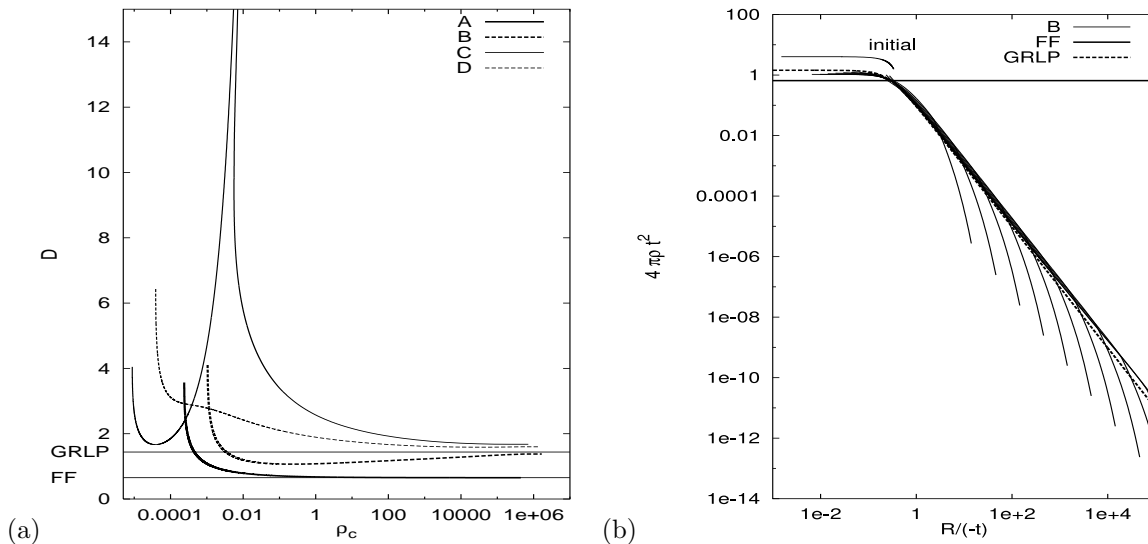 A
B
C
D
14
12
10
8
6
4
2
0
D
GRLP
FF
0.0001
0.01
1
100
10000
1e+06
ρc
(a)
B
FF
GRLP
initial
100
1
0.01
0.0001
1e-06
1e-08
1e-10
1e-12
1e-14
4 πρ t²
1e-2
1
1e+2
1e+4
R/(-t)
(b)